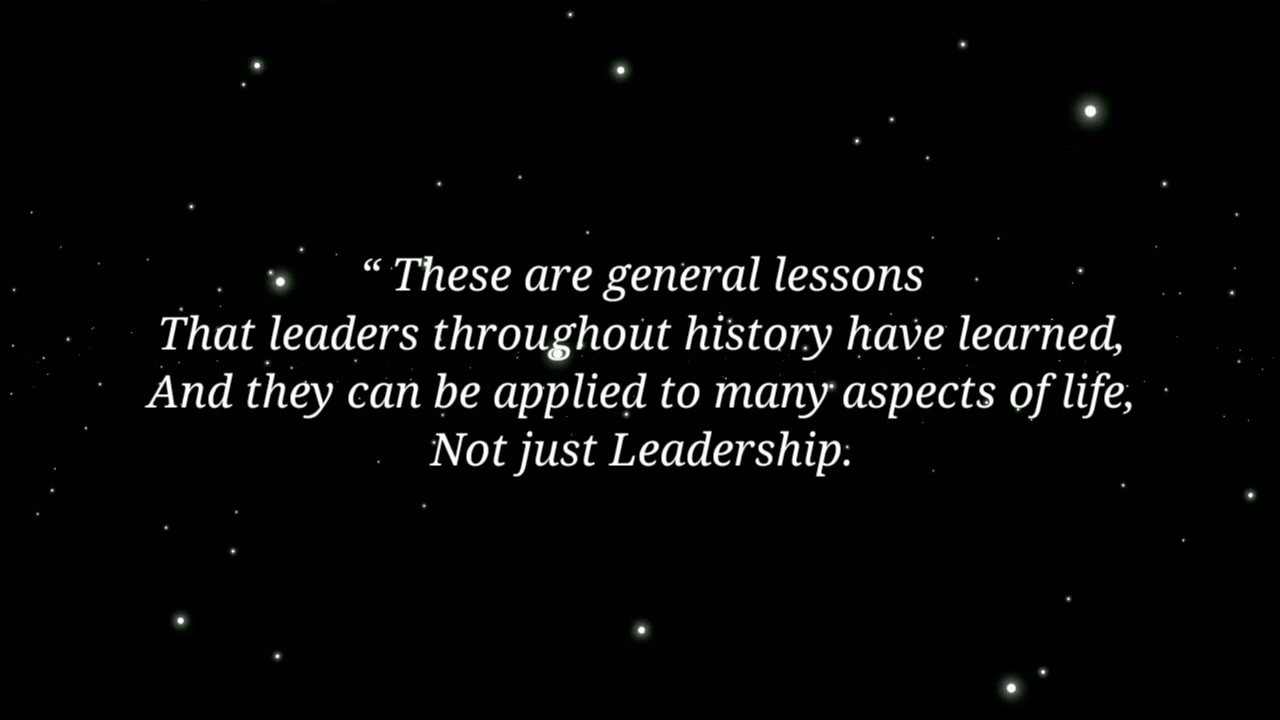 “ These are general lessons
That leaders throughout history have learned,
And they can be applied to many aspects of life,
Not just Leadership.